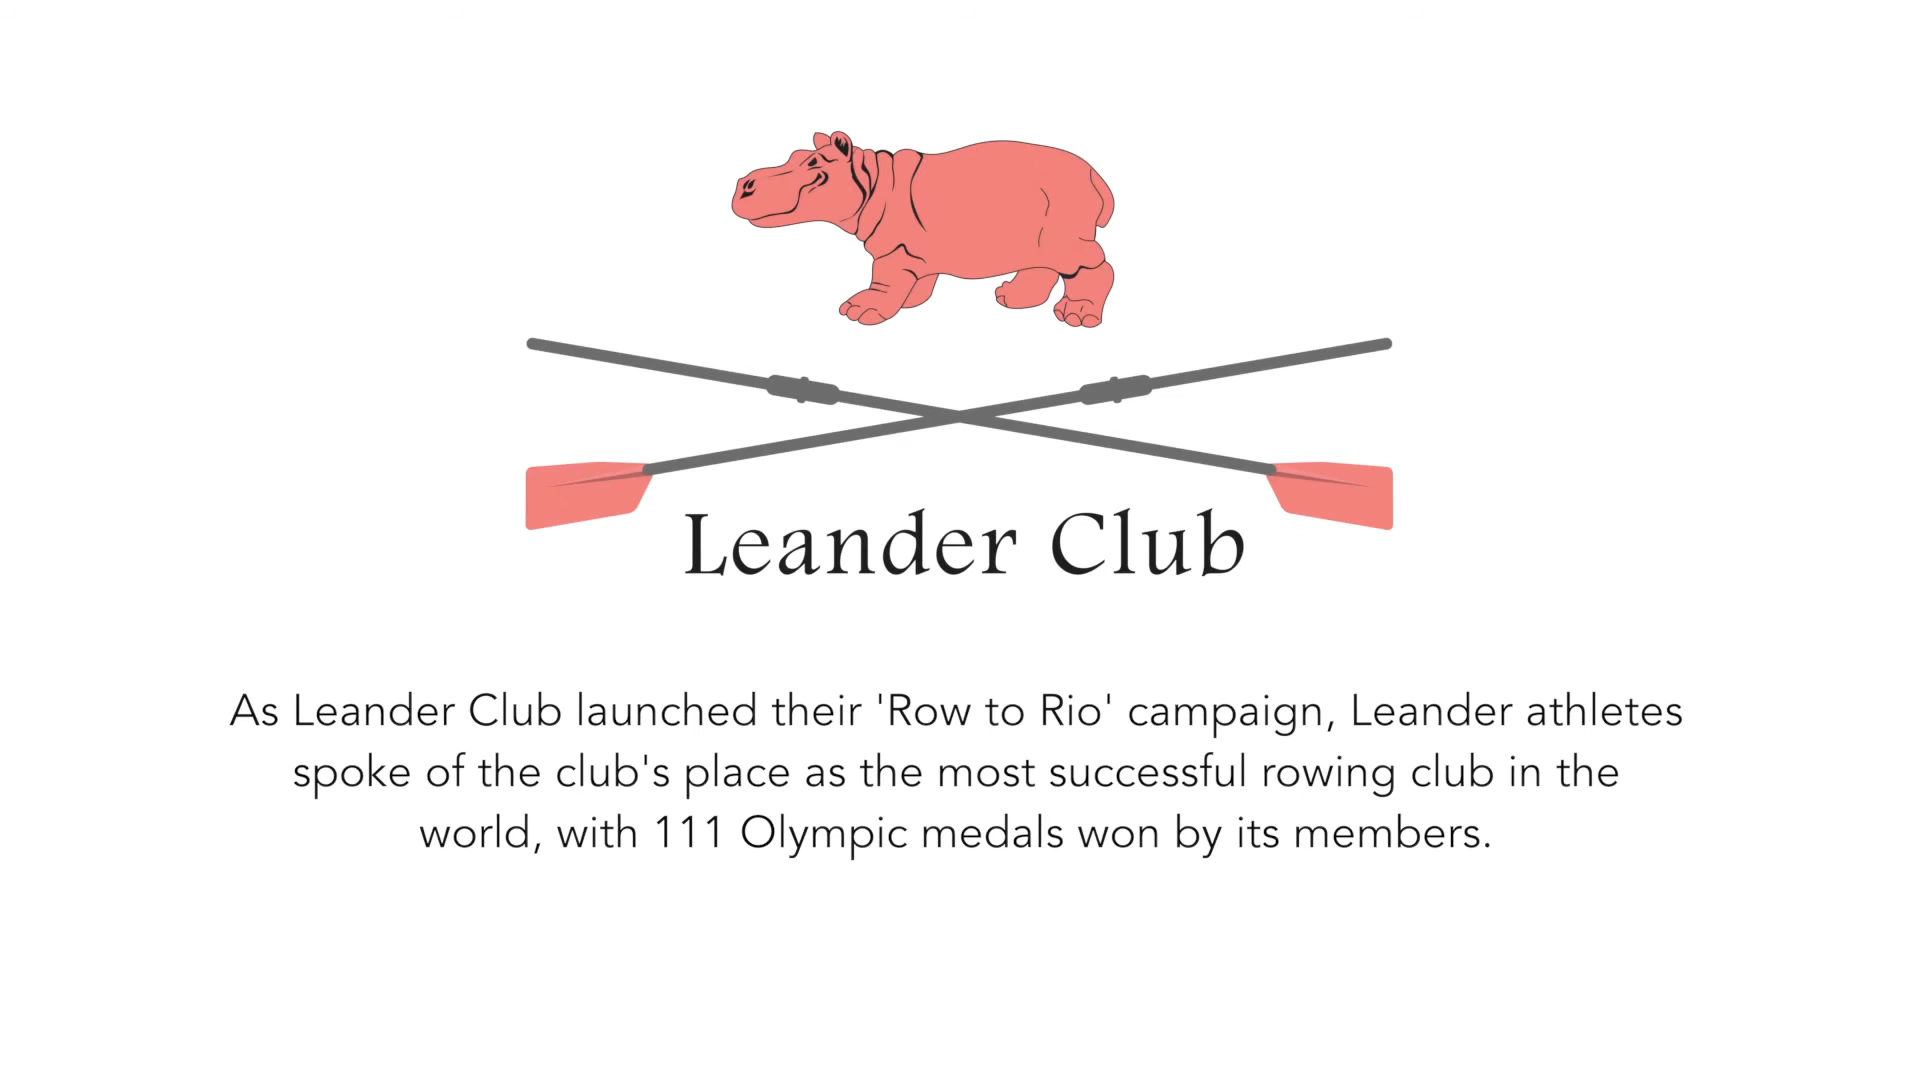 Leander Club
As Leander Club launched their 'Row to Rio' campaign, Leander athletes
spoke of the club's place as the most successful rowing club in the
world, with 111 Olympic medals won by its members.